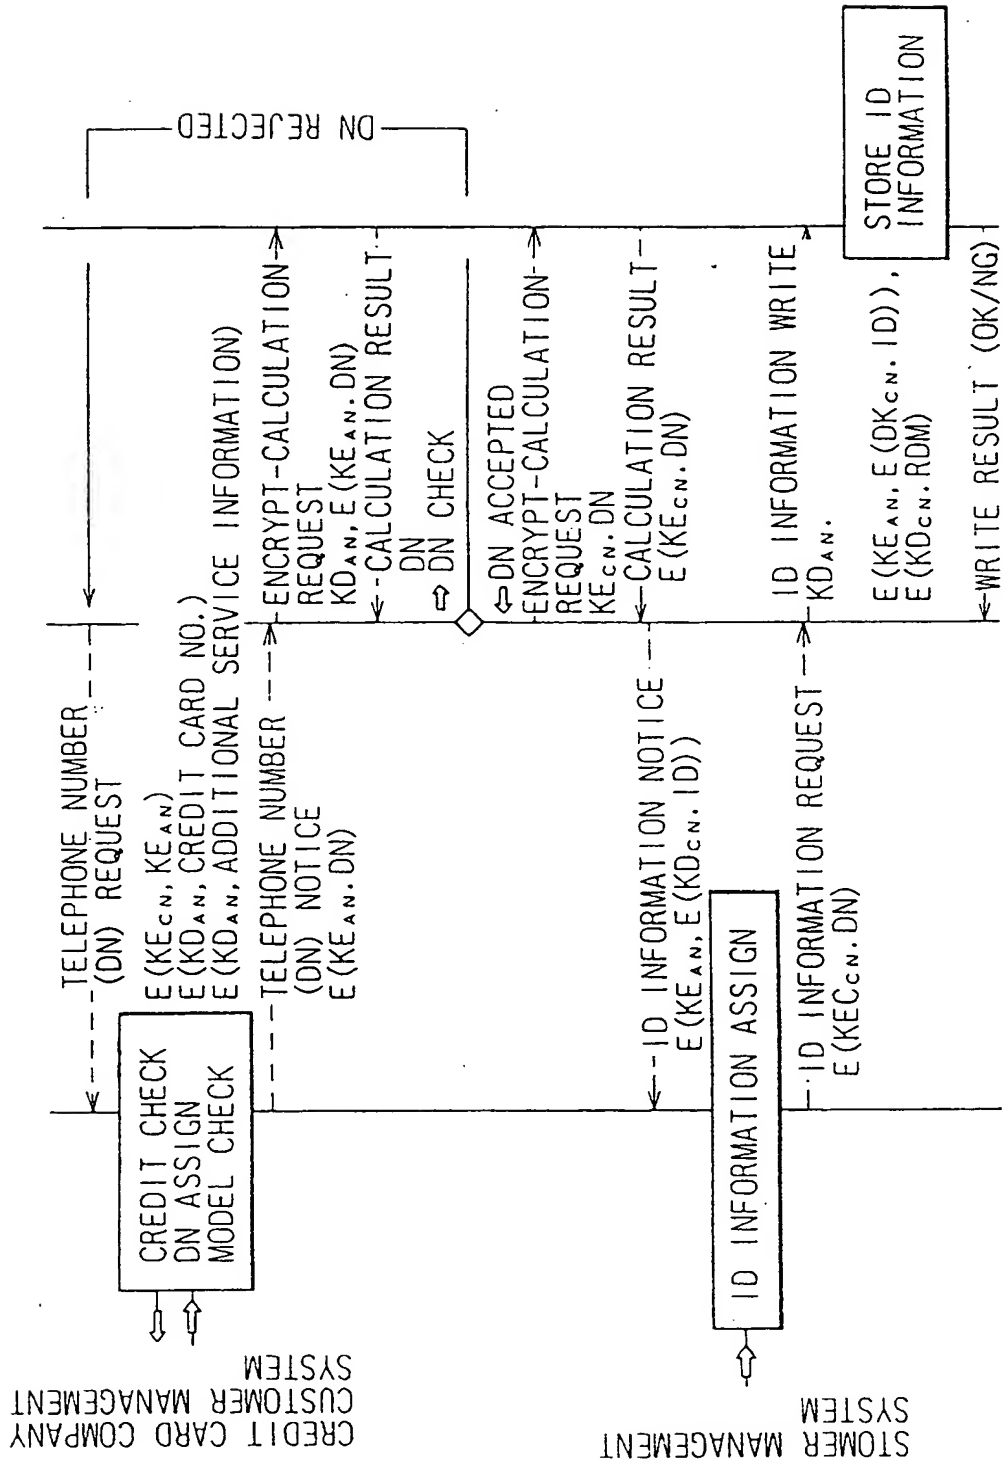 CREDIT CARD COMPANY
CUSTOMER MANAGEMENT
SYSTEM
CREDIT CHECK
DN ASSIGN
MODEL CHECK
TELEPHONE NUMBER
(DN) REQUEST
E(KECN, KEAN)
E(KDAN, CREDIT CARD NO.)
E(KDAN, ADDITIONAL SERVICE INFORMATION)
TELEPHONE NUMBER
(DN) NOTICE
E(KEAN.DN)
ENCRYPT-CALCULATION
REQUEST
KDAN, E(KEAN.DN)
CALCULATION RESULT
DN
DN CHECK
DN REJECTED
DN ACCEPTED
ENCRYPT-CALCULATION
REQUEST
KECN.DN
CALCULATION RESULT
E(KECN.DN)
ID INFORMATION NOTICE
E(KEAN, E(KDCN.ID))
STOMER MANAGEMENT
SYSTEM
ID INFORMATION ASSIGN
ID INFORMATION REQUEST
E(KECCN.DN)
ID INFORMATION WRITE
KDAN.
E(KEAN, E(DKCN.ID)),
E(KDCN.RDM)
STORE ID
INFORMATION
WRITE RESULT (OK/NG)